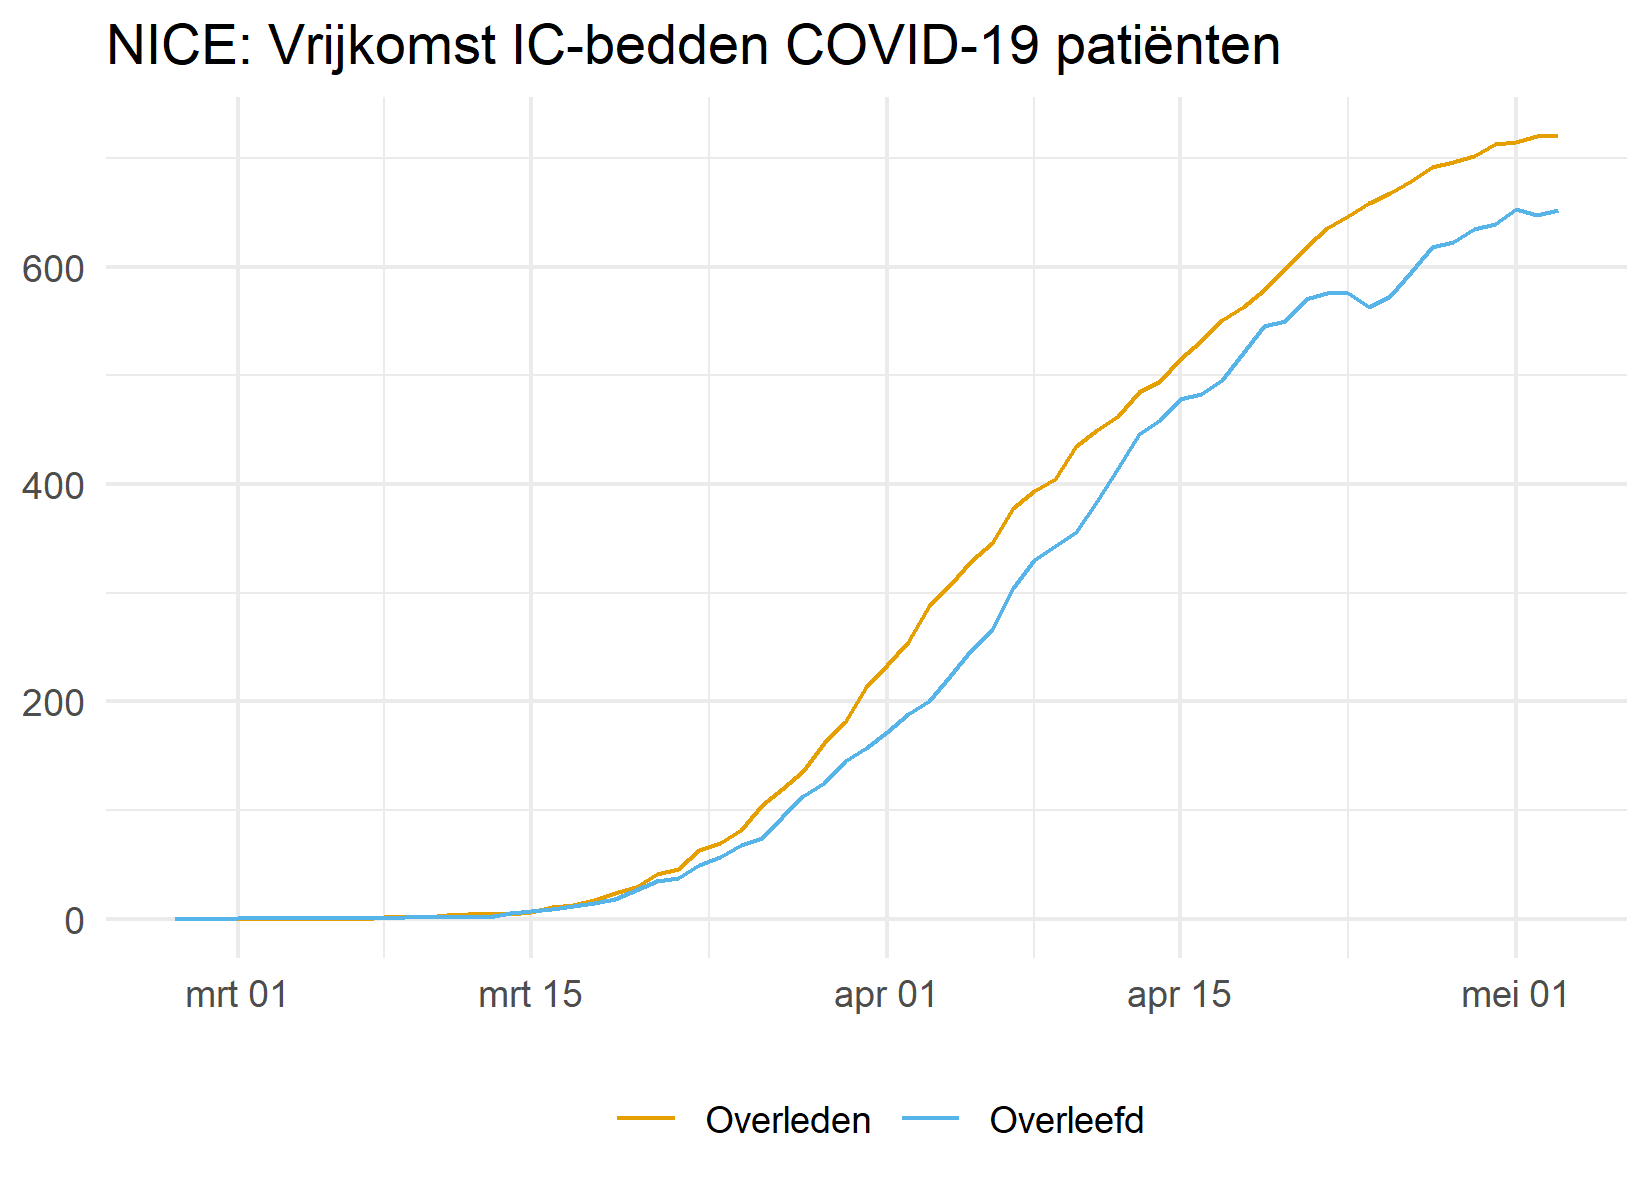 NICE: Vrijkomst IC-bedden COVID-19 patiënten
600
400
200
0
mrt 01 mrt 15 apr 01 apr 15 mei 01
Overleden Overleefd